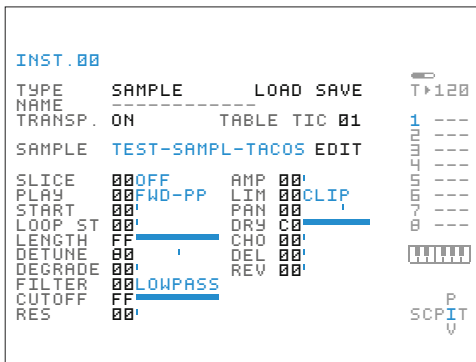 INST.00
TYPE SAMPLE LOAD SAVE
NAME ------------
TRANSP. ON TABLE TIC 01
SAMPLE TEST-SAMPL-TACOS EDIT
SLICE 00OFF AMP 00
PLAY 00FWD-PP LIM 00CLIP
START 00 PAN 00
LOOP ST 00 DRY C0
LENGTH FF CHO 00
DETUNE 80 DEL 00
DEGRADE 00 REV 00
FILTER 00LOWPASS
CUTOFF FF
RES 00
T▸120
1 ---
2 ---
3 ---
4 ---
5 ---
6 ---
7 ---
8 ---
P
SCPIT
V